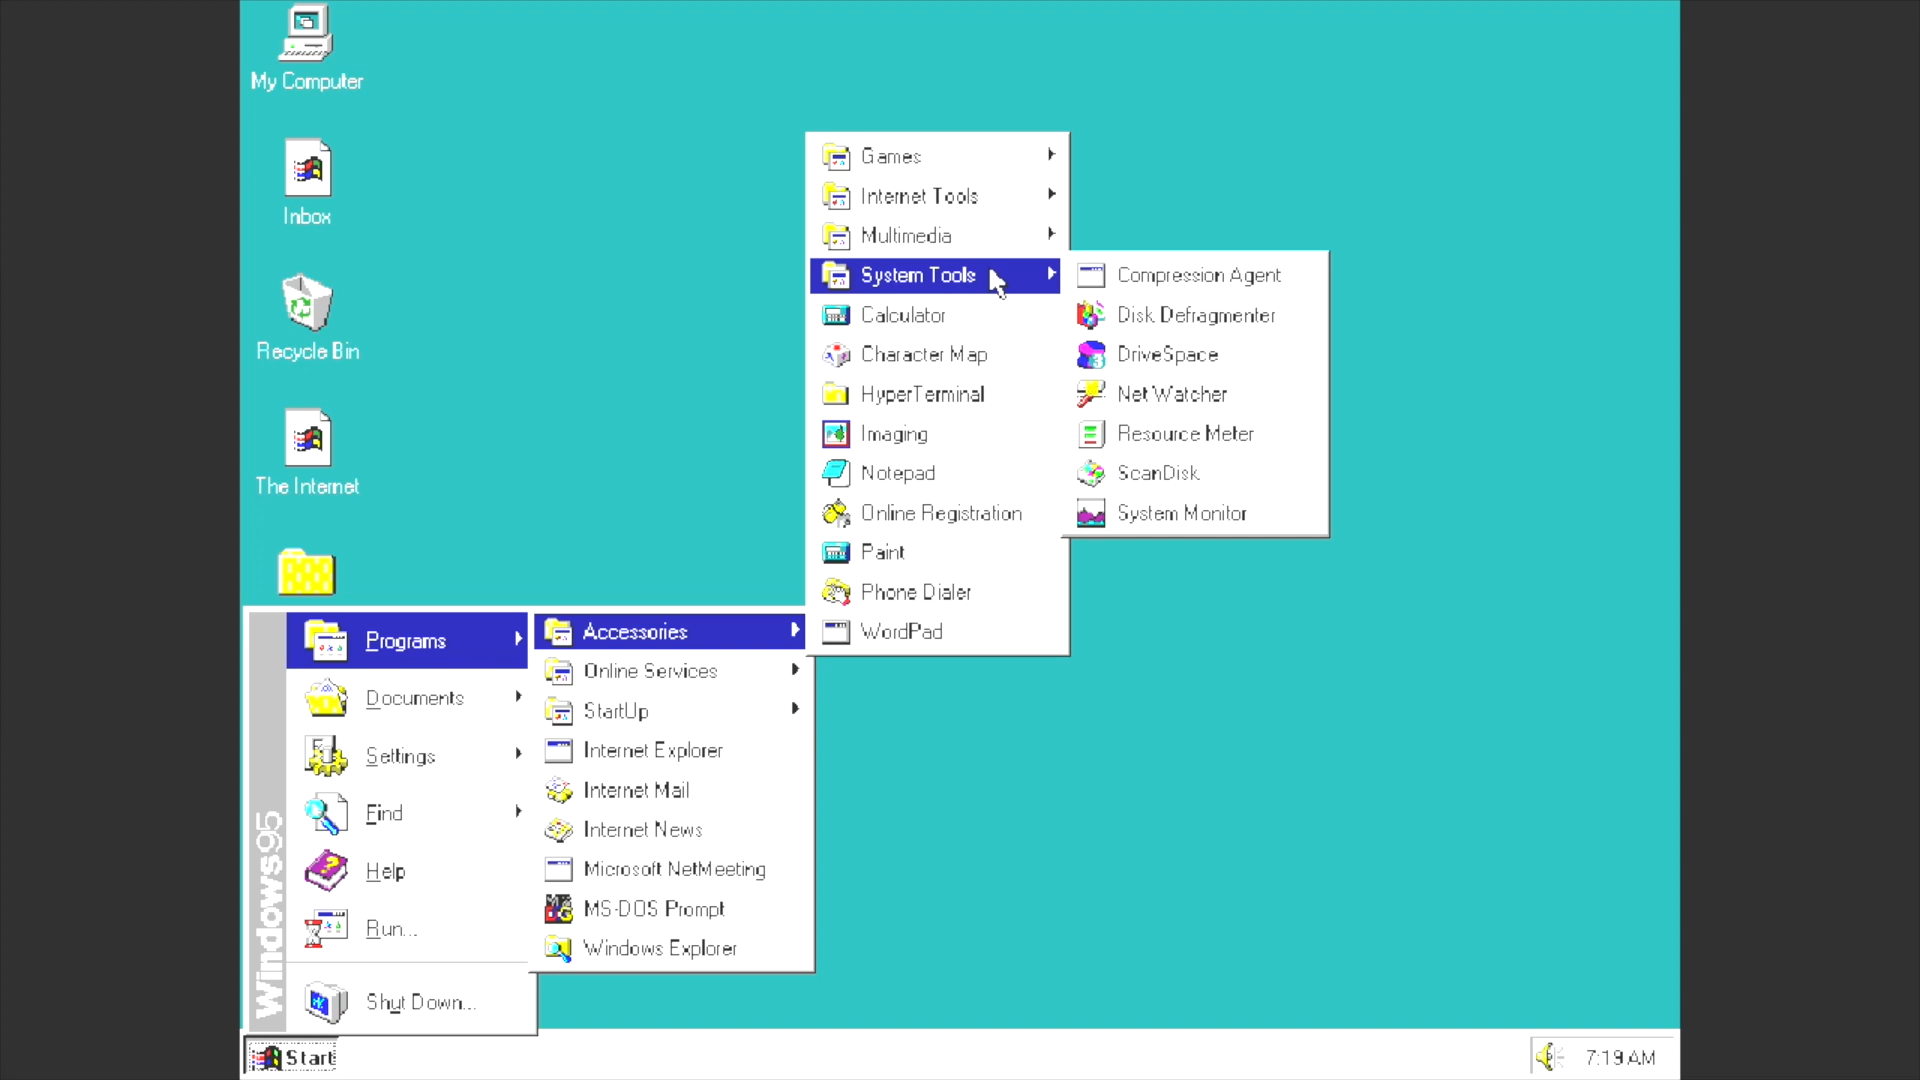 My Computer
Inbox
Recycle Bin
The Internet
Games
Internet Tools
Multimedia
System Tools
Calculator
Character Map
HyperTerminal
Imaging
Notepad
Online Registration
Paint
Phone Dialer
WordPad
Compression Agent
Disk Defragmenter
DriveSpace
Net Watcher
Resource Meter
ScanDisk
System Monitor
Programs
Documents
Settings
Find
Help
Run...
Shut Down...
Windows95
Accessories
Online Services
StartUp
Internet Explorer
Internet Mail
Internet News
Microsoft NetMeeting
MS-DOS Prompt
Windows Explorer
Start
7:19 AM